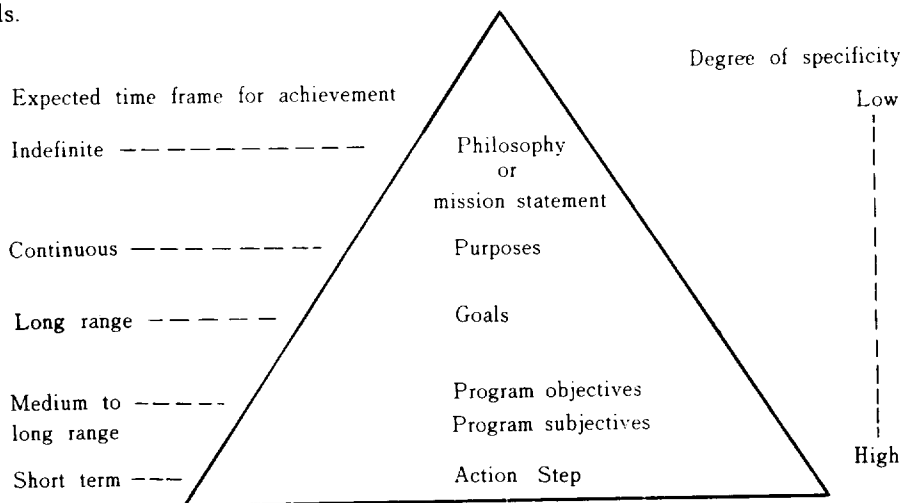 ls.
Degree of specificity
Expected time frame for achievement
Low
Indefinite
Philosophy
or
mission statement
Continuous
Purposes
Long range
Goals
Medium to
long range
Program objectives
Program subjectives
High
Short term
Action Step